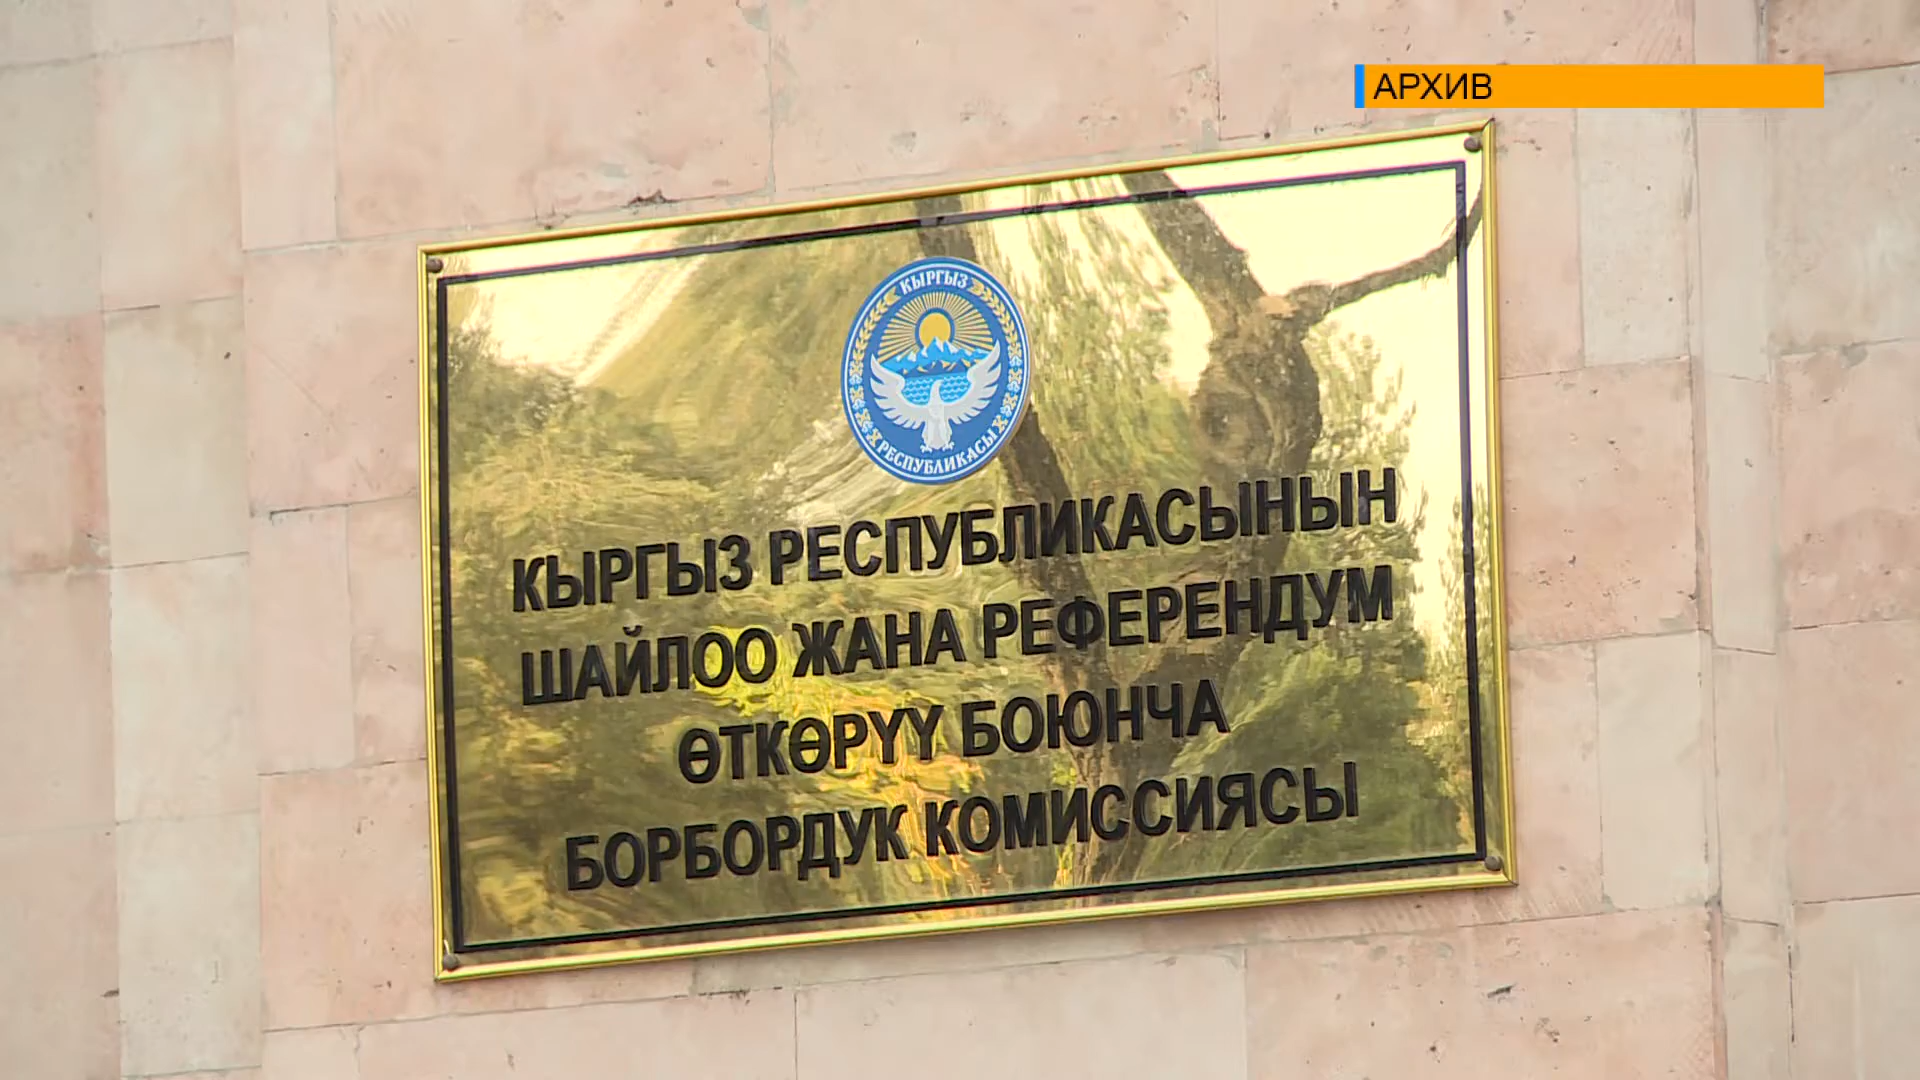 АРХИВ
КЫРГЫЗ
РЕСПУБЛИКАСЫ
КЫРГЫЗ РЕСПУБЛИКАСЫНЫН
ШАЙЛОО ЖАНА РЕФЕРЕНДУМ
ӨТКӨРҮҮ БОЮНЧА
БОРБОРДУК КОМИССИЯСЫ